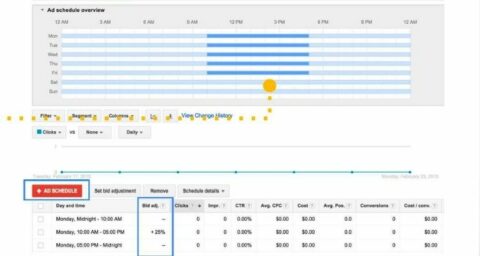 Ad schedule overview
12 AM 3 AM 6 AM 9 AM 12 PM 3 PM 6 PM 9 PM 12 AM
Mon
Tue
Wed
Thu
Fri
Sat
Sun
Filter Segment Columns View Change History
Clicks VS None Daily
Tuesday, February 17, 2015 Monday, February 23, 2015
+ AD SCHEDULE Set bid adjustment Remove Schedule details
Day and time Bid adj. ? Clicks ? Impr. ? CTR ? Avg. CPC ? Cost ? Avg. Pos. ? Conversions ? Cost / conv. ?
Monday, Midnight - 10:00 AM -- 0 0 0.00% $0.00 $0.00 0.0 0 $0.00
Monday, 10:00 AM - 05:00 PM + 25% 0 0 0.00% $0.00 $0.00 0.0 0 $0.00
Monday, 05:00 PM - Midnight -- 0 0 0.00% $0.00 $0.00 0.0 0 $0.00